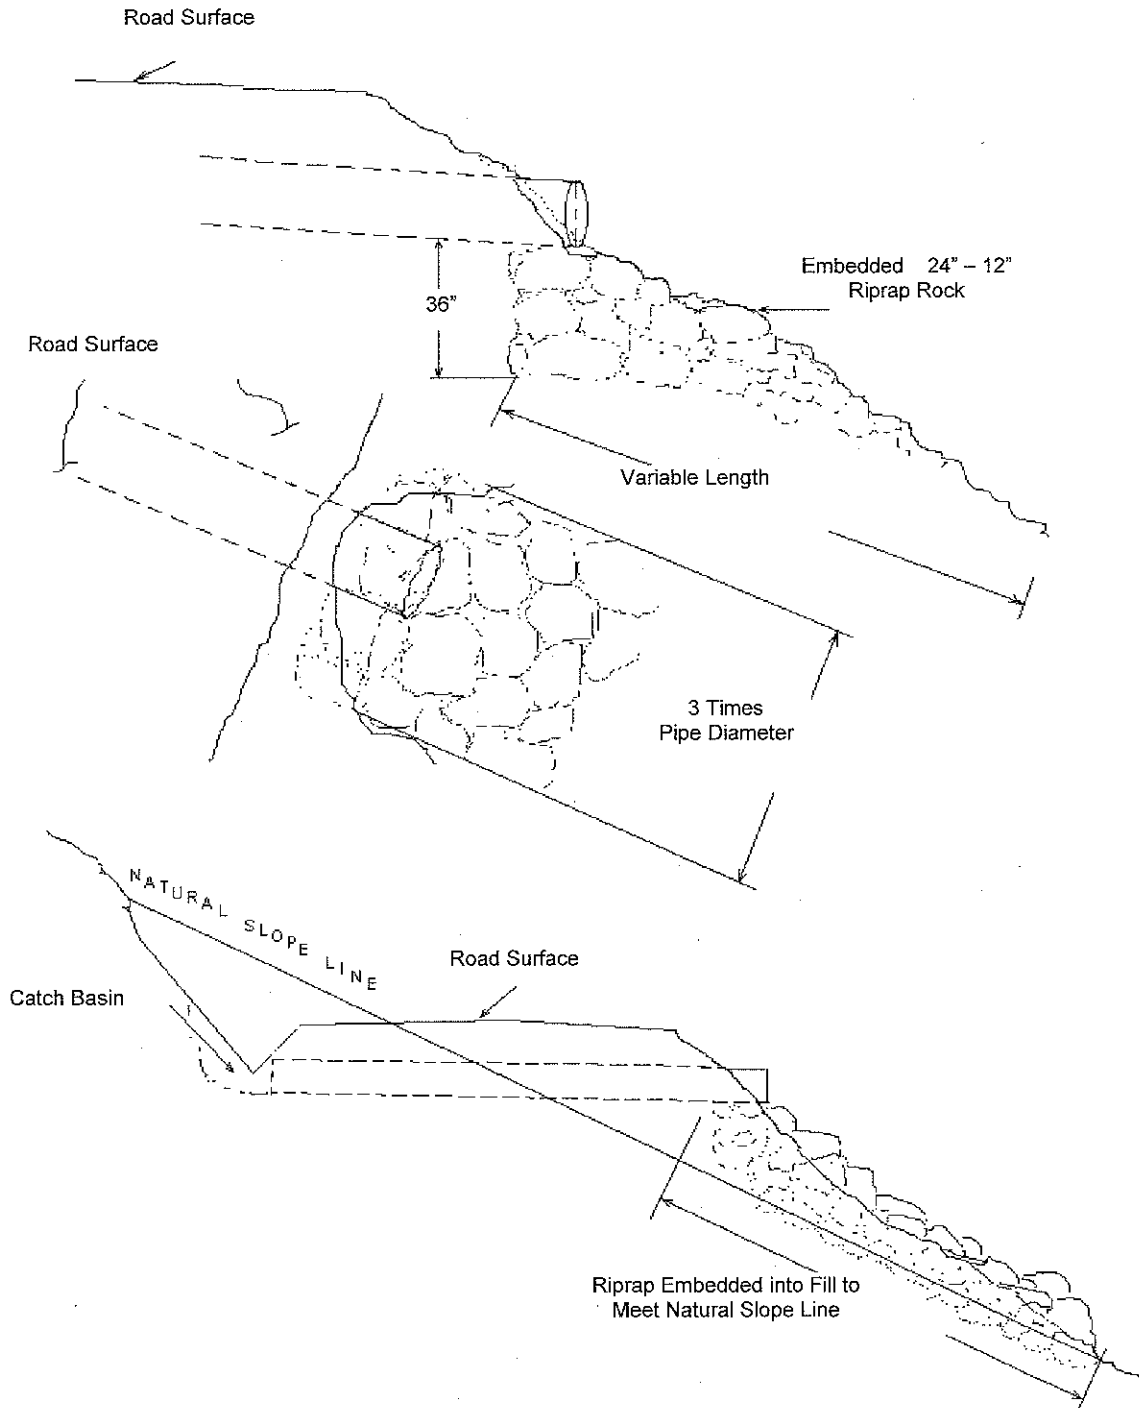 Road Surface
Embedded 24” – 12”
Riprap Rock
36”
Road Surface
Variable Length
3 Times
Pipe Diameter
NATURAL SLOPE LINE
Road Surface
Catch Basin
Riprap Embedded into Fill to
Meet Natural Slope Line